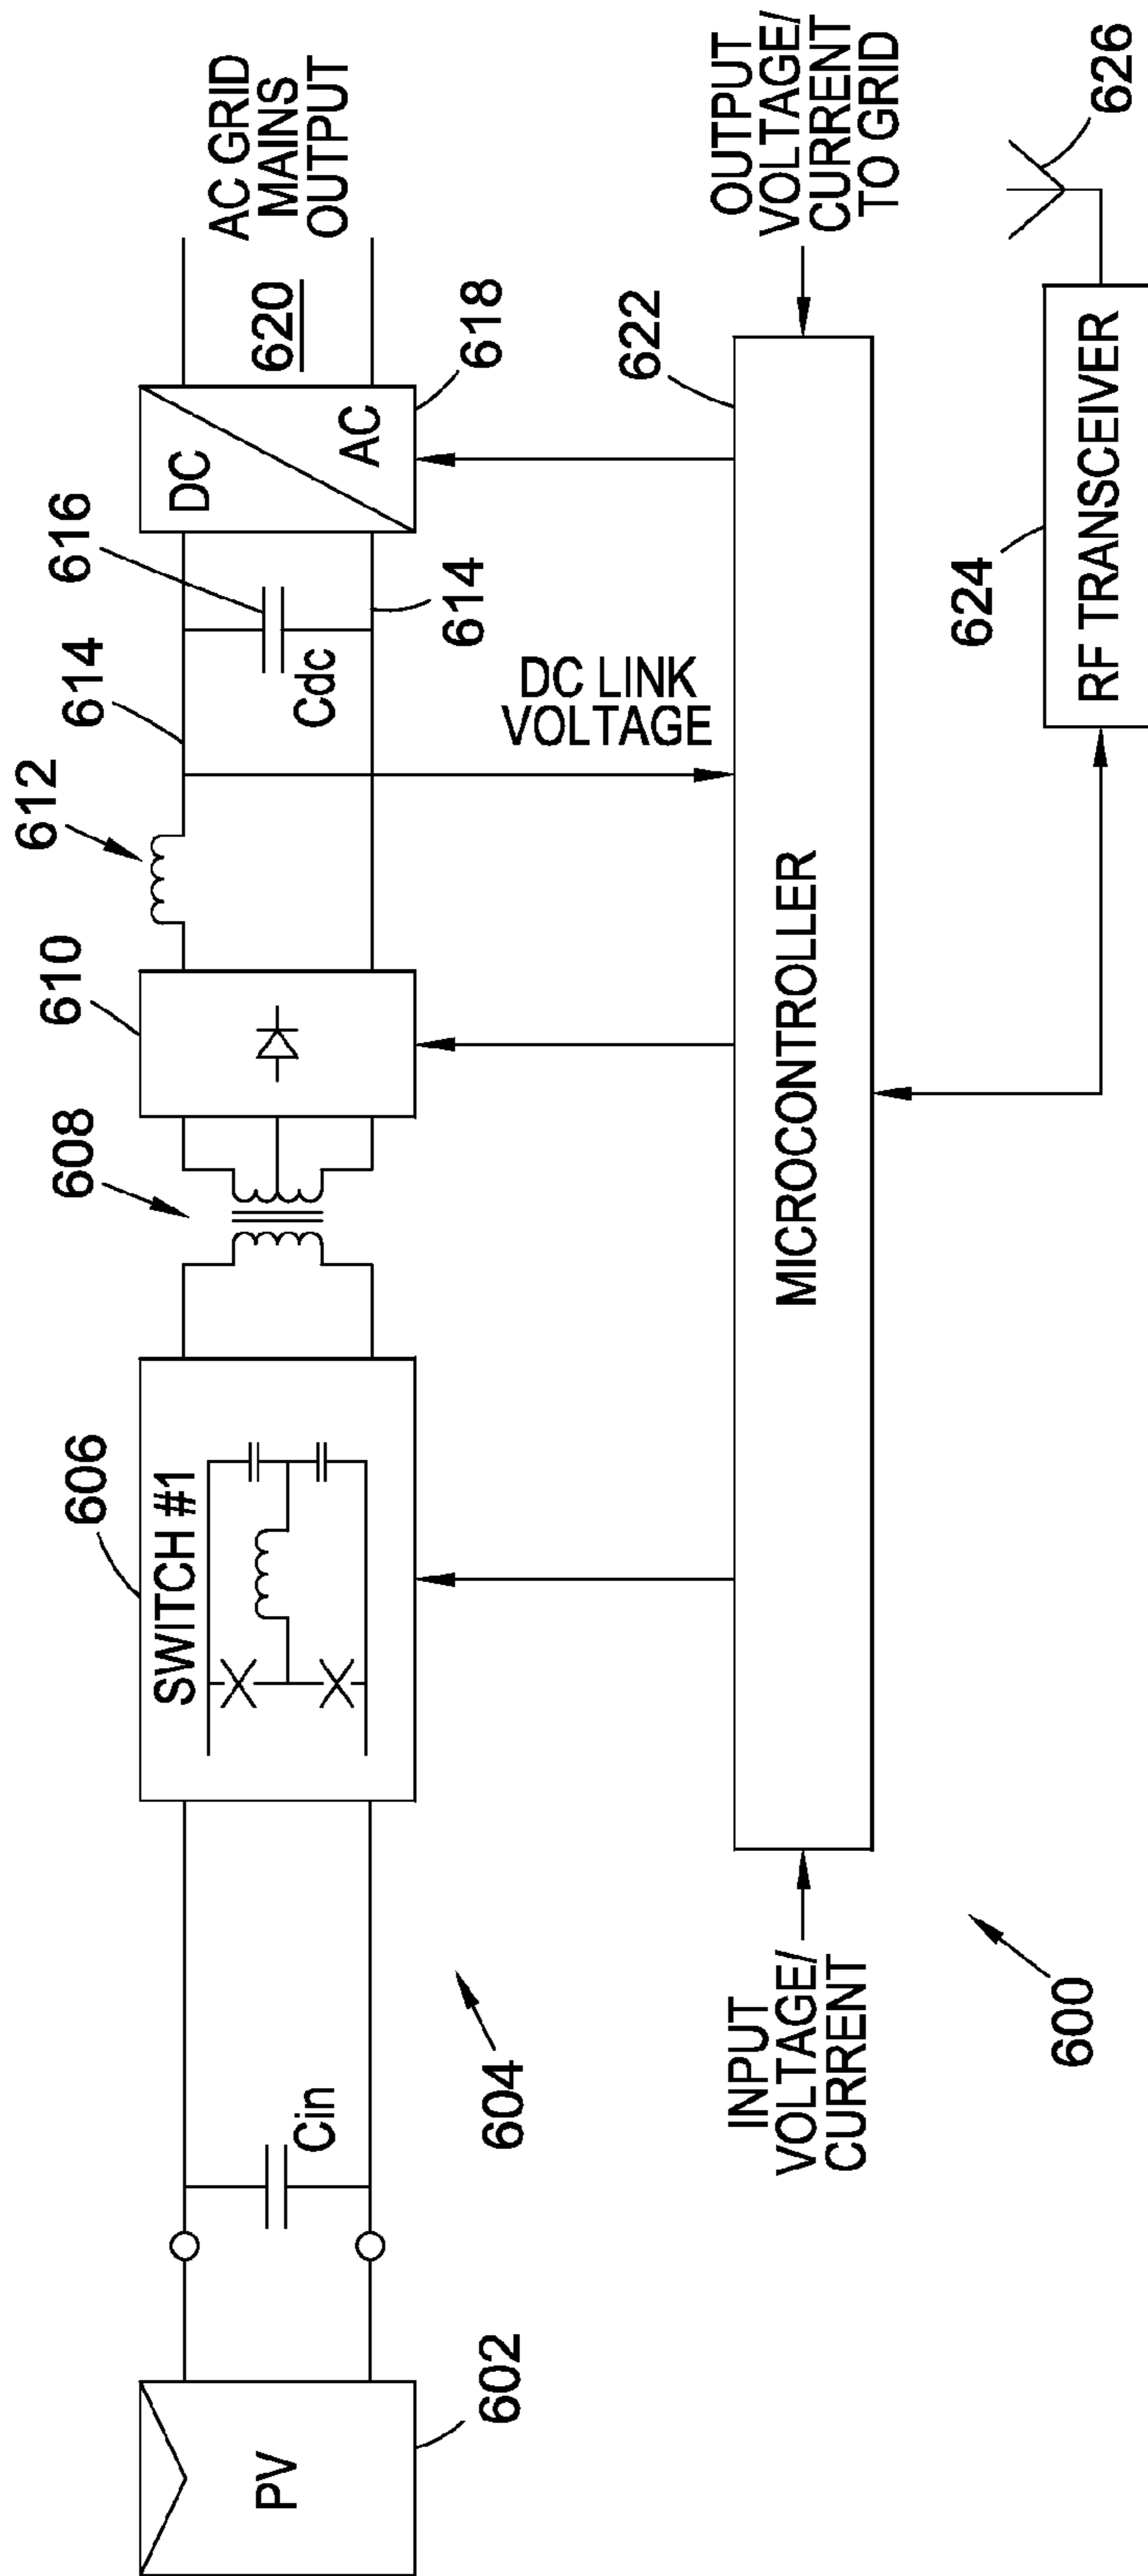 AC GRID
MAINS
OUTPUT
620
618
DC
AC
616
614
614
Cdc
612
610
608
606
SWITCH #1
Cin
604
PV
602
DC LINK
VOLTAGE
OUTPUT
VOLTAGE/
CURRENT
TO GRID
622
MICROCONTROLLER
INPUT
VOLTAGE/
CURRENT
600
626
624
RF TRANSCEIVER